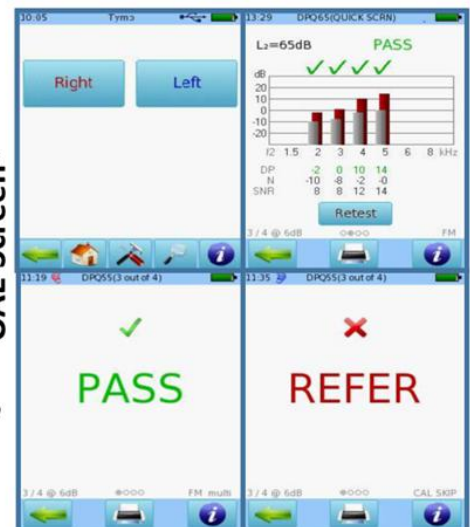 10:05 Tymp
Right
Left
13:29 DPQ65(QUICK SCRN)
L₂=65dB PASS
dB
20
10
0
-10
-20
f2 1.5 2 3 4 5 6 8 kHz
DP -2 0 10 14
N -10 -8 -2 -0
SNR 8 8 12 14
Retest
3/4 @ 6dB FM
11:19 DPQ55(3 out of 4)
PASS
3/4 @ 6dB FM multi
11:35 DPQ55(3 out of 4)
REFER
3/4 @ 6dB CAL SKIP
Screen